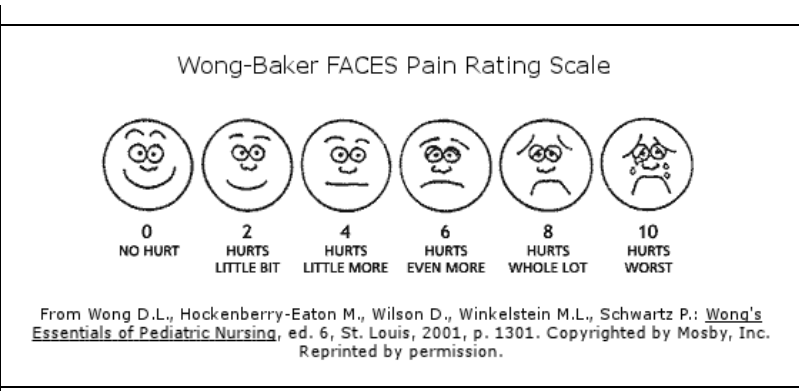 Wong-Baker FACES Pain Rating Scale
0 2 4 6 8 10
NO HURT HURTS HURTS HURTS HURTS HURTS
LITTLE BIT LITTLE MORE EVEN MORE WHOLE LOT WORST
From Wong D.L., Hockenberry-Eaton M., Wilson D., Winkelstein M.L., Schwartz P.: Wong's
Essentials of Pediatric Nursing, ed. 6, St. Louis, 2001, p. 1301. Copyrighted by Mosby, Inc.
Reprinted by permission.